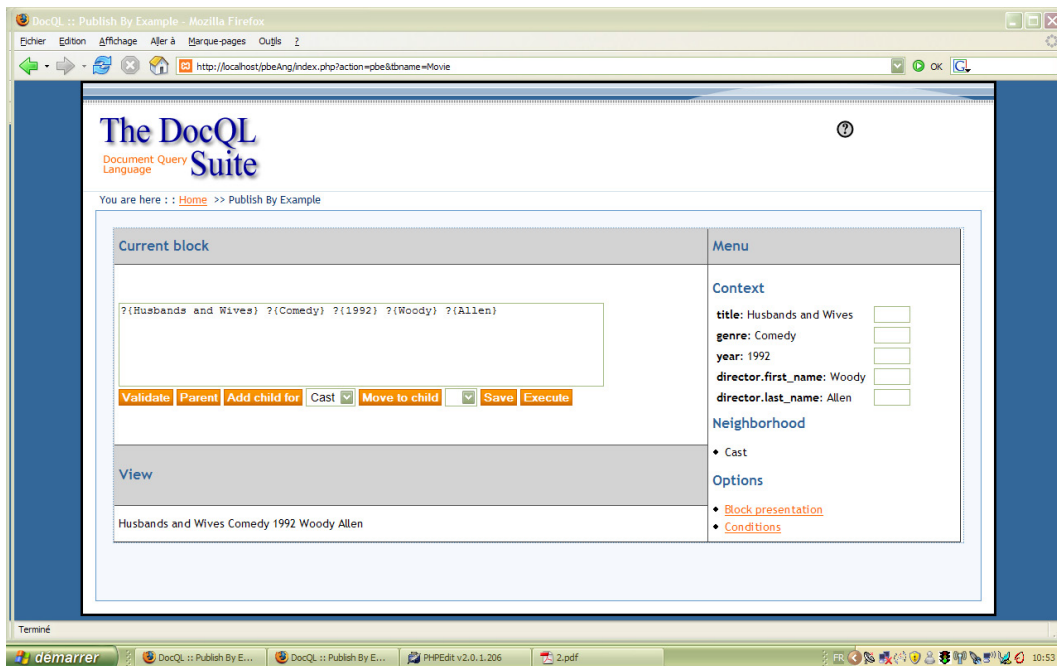 DocQL :: Publish By Example - Mozilla Firefox
Fichier Edition Affichage Aller à Marque-pages Outils ?
http://localhost/pbeAng/index.php?action=pbe&tbname=Movie OK
The DocQL
Document Query
Language
Suite
You are here : : Home >> Publish By Example
Current block
Menu
?{Husbands and Wives} ?{Comedy} ?{1992} ?{Woody} ?{Allen}
Validate Parent Add child for Cast Move to child Save Execute
Context
title: Husbands and Wives
genre: Comedy
year: 1992
director.first_name: Woody
director.last_name: Allen
Neighborhood
Cast
Options
Block presentation
Conditions
View
Husbands and Wives Comedy 1992 Woody Allen
Terminé
démarrer DocQL :: Publish By E... DocQL :: Publish By E... PHPEdit v2.0.1.206 2.pdf FR 10:53